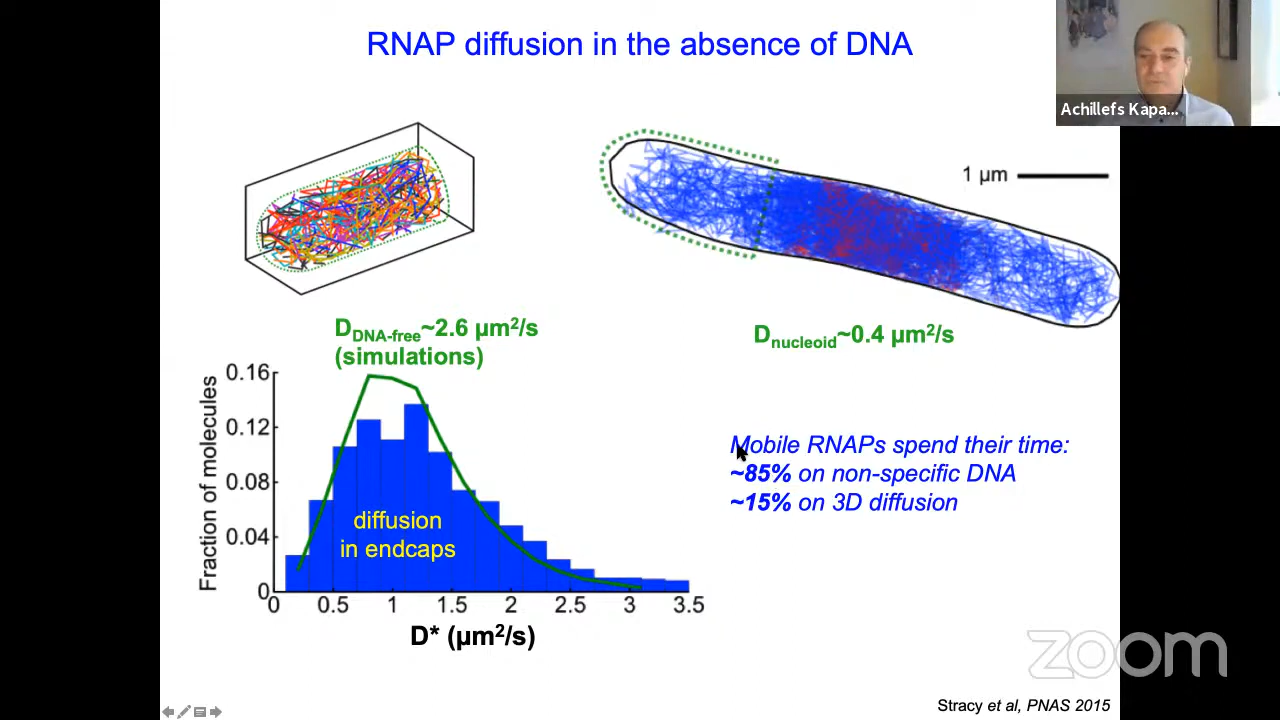 RNAP diffusion in the absence of DNA
Achillefs Kapa...
1 µm
D_DNA-free~2.6 µm²/s
(simulations)
D_nucleoid~0.4 µm²/s
Fraction of molecules
0.16
0.12
0.08
0.04
0
diffusion
in endcaps
0 0.5 1 1.5 2 2.5 3 3.5
D* (µm²/s)
Mobile RNAPs spend their time:
~85% on non-specific DNA
~15% on 3D diffusion
zoom
Stracy et al, PNAS 2015